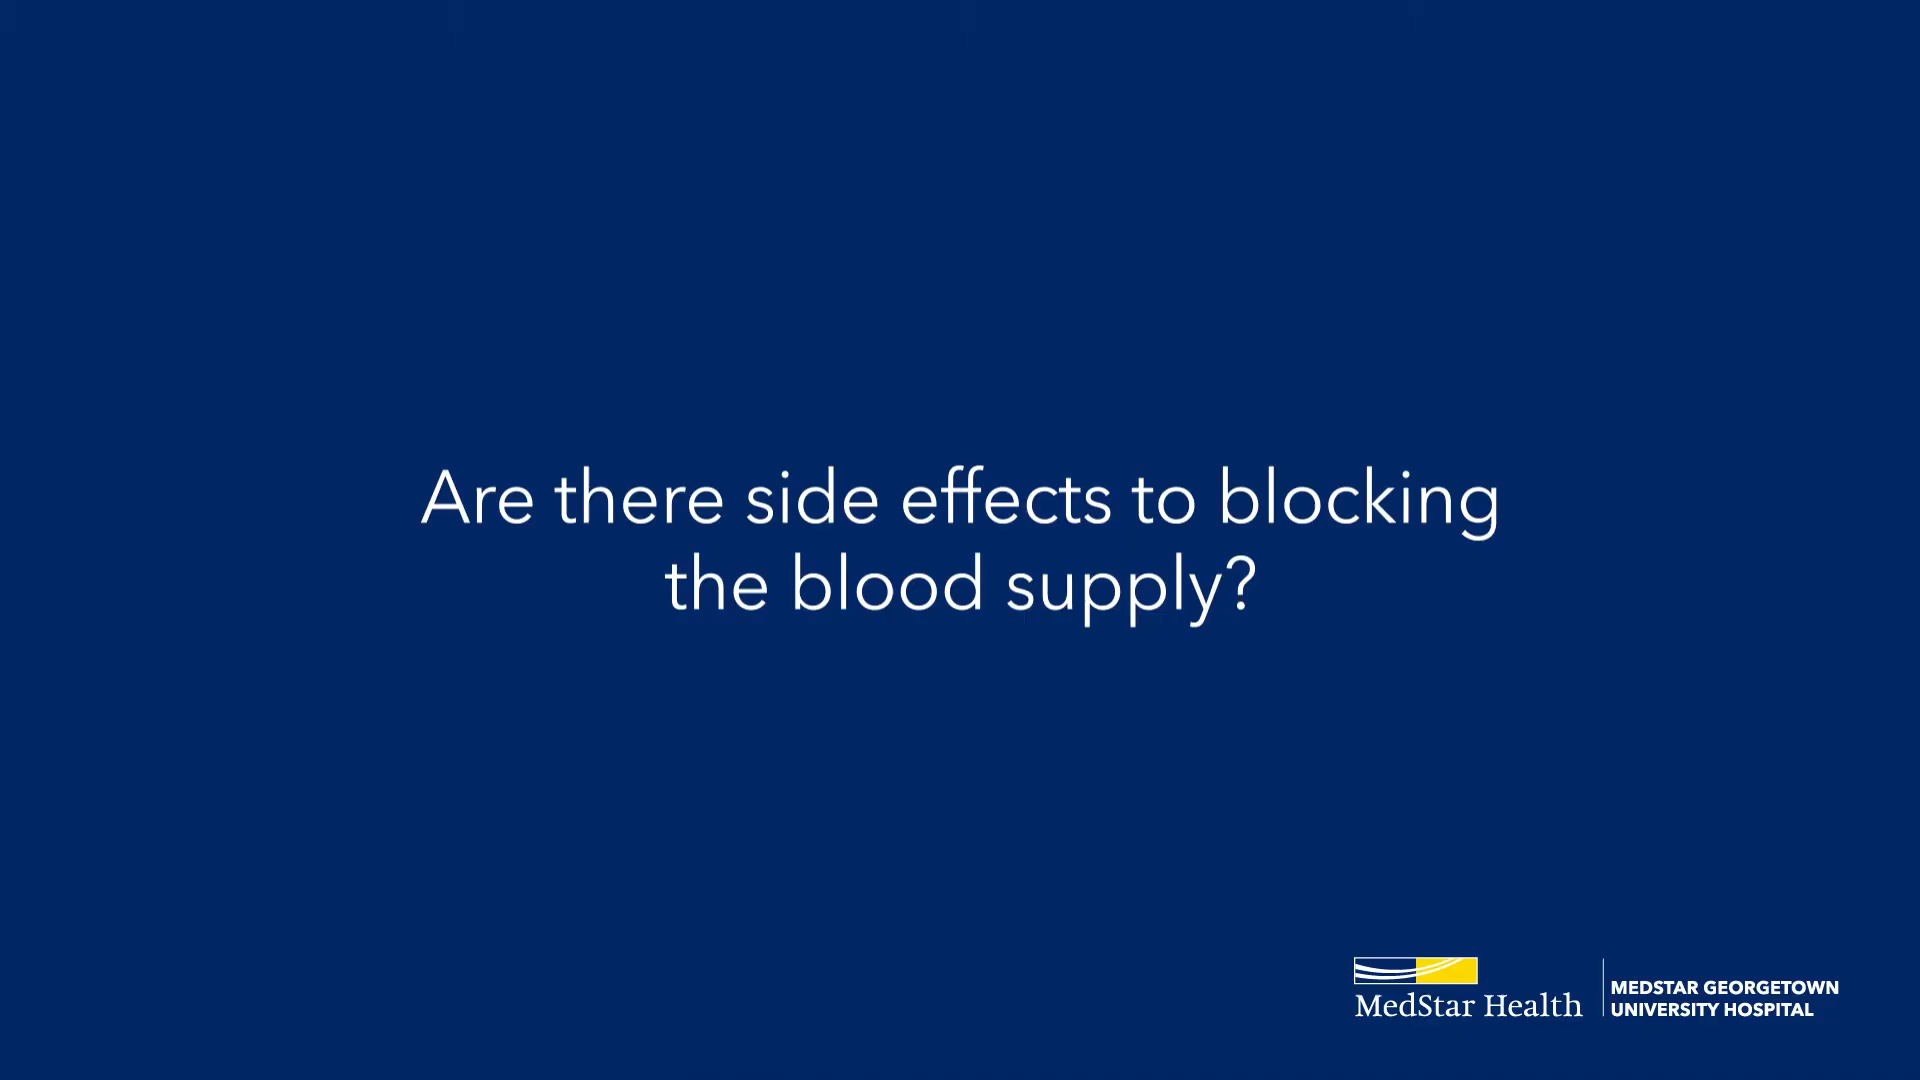 Are there side effects to blocking
the blood supply?
MedStar Health
MEDSTAR GEORGETOWN
UNIVERSITY HOSPITAL